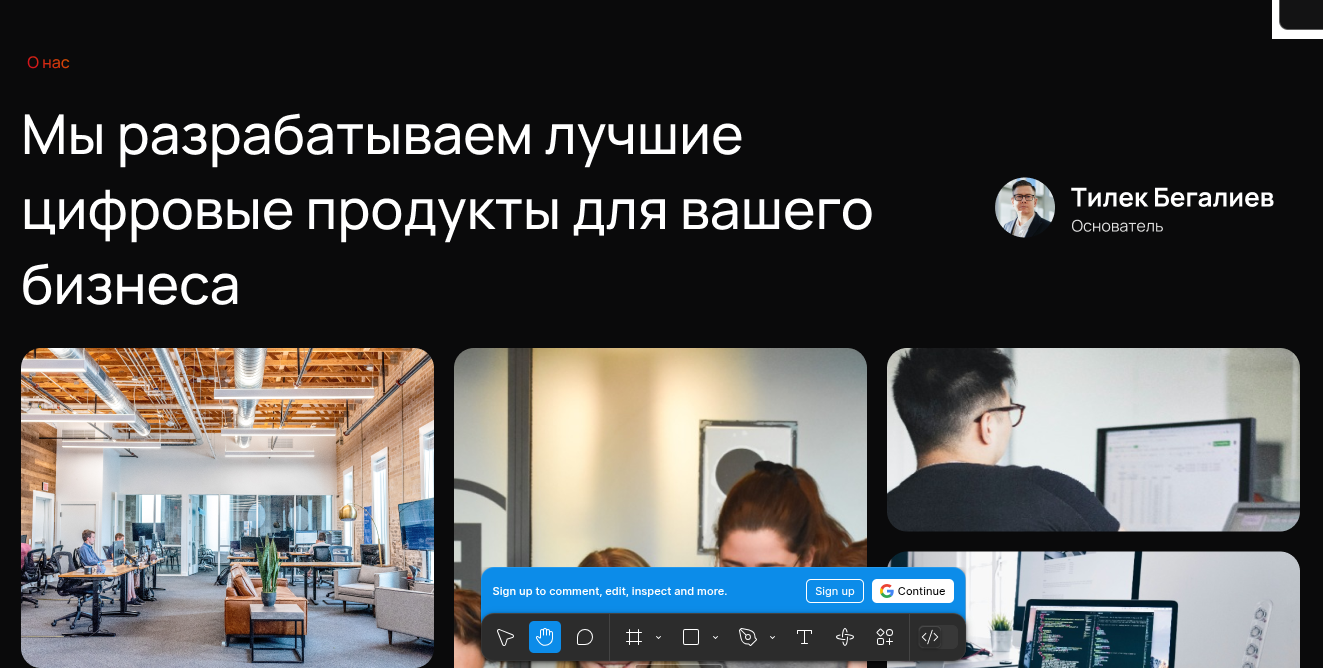 О нас
Мы разрабатываем лучшие
цифровые продукты для вашего
бизнеса
Тилек Бегалиев
Основатель
Sign up to comment, edit, inspect and more.
Sign up
Continue